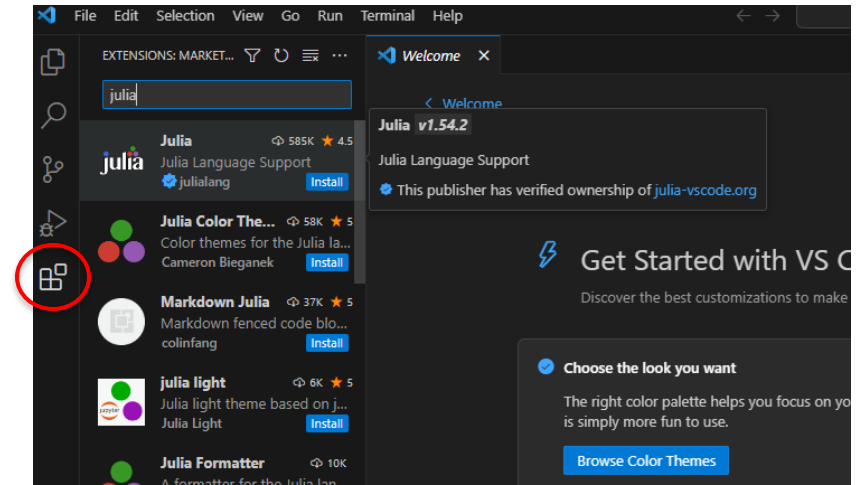 File Edit Selection View Go Run Terminal Help
EXTENSIONS: MARKET...
Welcome
julia
Welcome
Julia 585K ★ 4.5
julia
Julia Language Support
julialang Install
Julia v1.54.2
Julia Language Support
This publisher has verified ownership of julia-vscode.org
Julia Color The... 58K ★ 5
Color themes for the Julia la...
Cameron Bieganek Install
Markdown Julia 37K ★ 5
Markdown fenced code blo...
colinfang Install
julia light 6K ★ 5
jupyter
Julia light theme based on j...
Julia Light Install
Julia Formatter 10K
A formatter for the Julia lan...
Get Started with VS C
Discover the best customizations to make
Choose the look you want
The right color palette helps you focus on yo
is simply more fun to use.
Browse Color Themes